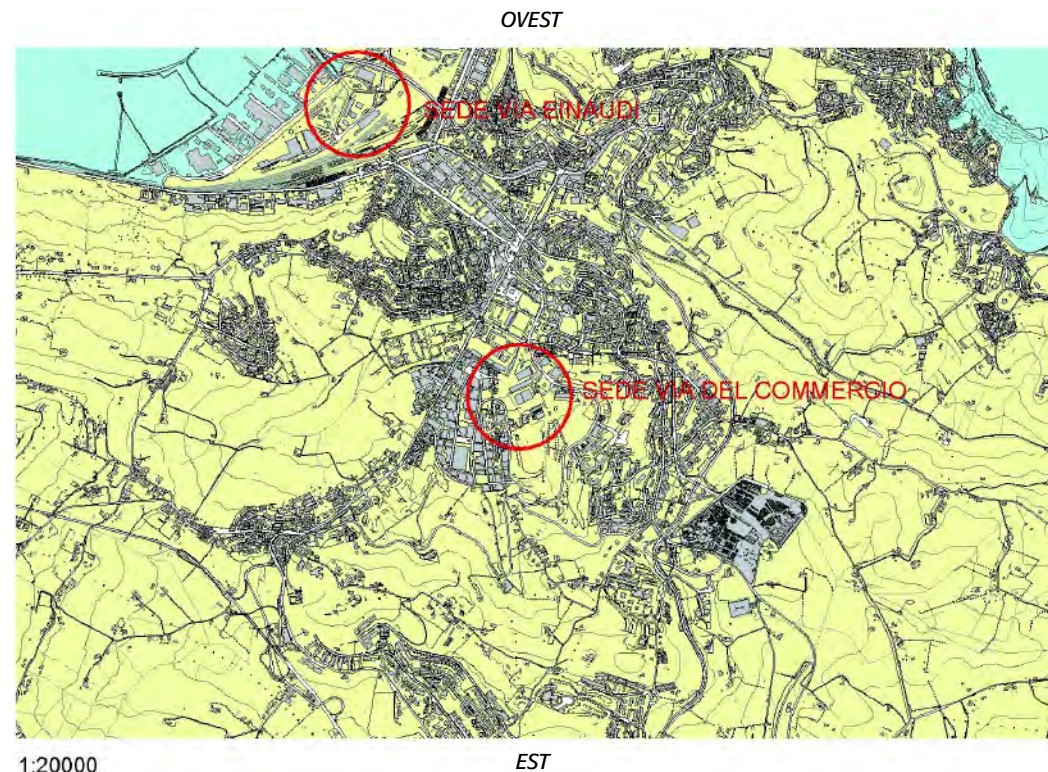 OVEST
SEDE VIA EINAUDI
SEDE VIA DEL COMMERCIO
1:20000
EST